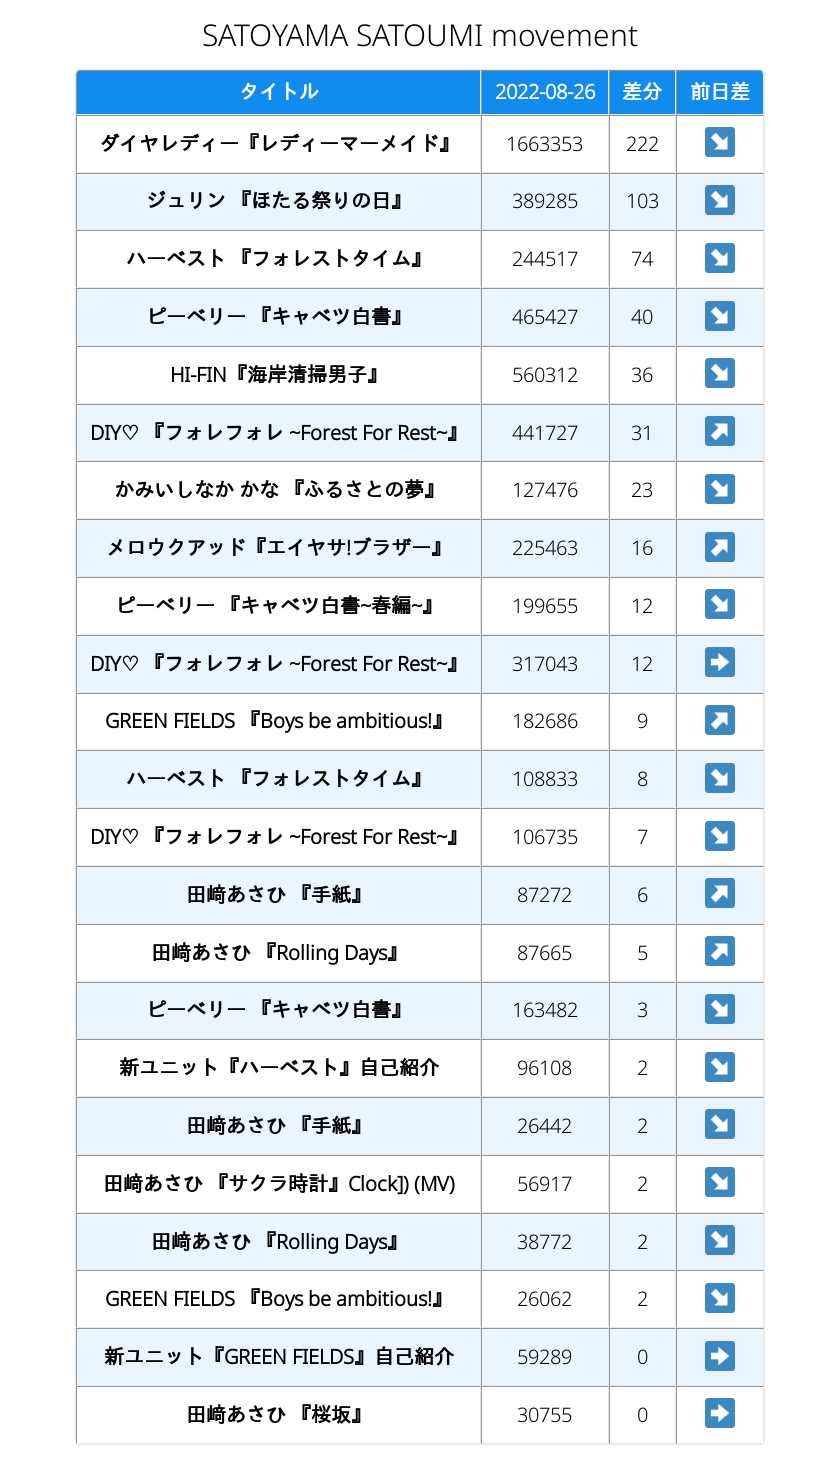 SATOYAMA SATOUMI movement
タイトル 2022-08-26 差分 前日差
ダイヤレディー『レディーマーメイド』 1663353 222
ジュリン 『ほたる祭りの日』 389285 103
ハーベスト 『フォレストタイム』 244517 74
ピーベリー 『キャベツ白書』 465427 40
HI-FIN『海岸清掃男子』 560312 36
DIY♡ 『フォレフォレ ~Forest For Rest~』 441727 31
かみいしなか かな 『ふるさとの夢』 127476 23
メロウクアッド『エイヤサ!ブラザー』 225463 16
ピーベリー 『キャベツ白書~春編~』 199655 12
DIY♡ 『フォレフォレ ~Forest For Rest~』 317043 12
GREEN FIELDS 『Boys be ambitious!』 182686 9
ハーベスト 『フォレストタイム』 108833 8
DIY♡ 『フォレフォレ ~Forest For Rest~』 106735 7
田﨑あさひ 『手紙』 87272 6
田﨑あさひ 『Rolling Days』 87665 5
ピーベリー 『キャベツ白書』 163482 3
新ユニット『ハーベスト』自己紹介 96108 2
田﨑あさひ 『手紙』 26442 2
田﨑あさひ 『サクラ時計』Clock]) (MV) 56917 2
田﨑あさひ 『Rolling Days』 38772 2
GREEN FIELDS 『Boys be ambitious!』 26062 2
新ユニット『GREEN FIELDS』自己紹介 59289 0
田﨑あさひ 『桜坂』 30755 0